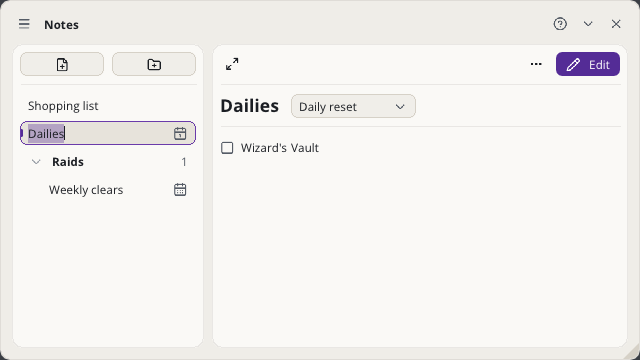 Notes
Edit
Shopping list
Dailies
Raids 1
Weekly clears
Dailies Daily reset
Wizard's Vault